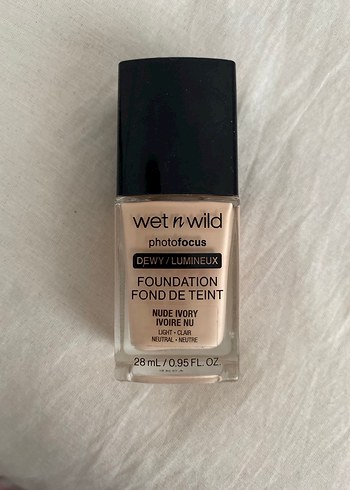 wet n wild
photofocus
DEWY / LUMINEUX
FOUNDATION
FOND DE TEINT
NUDE IVORY
IVOIRE NU
LIGHT • CLAIR
NEUTRAL • NEUTRE
28 mL / 0.95 FL. OZ.